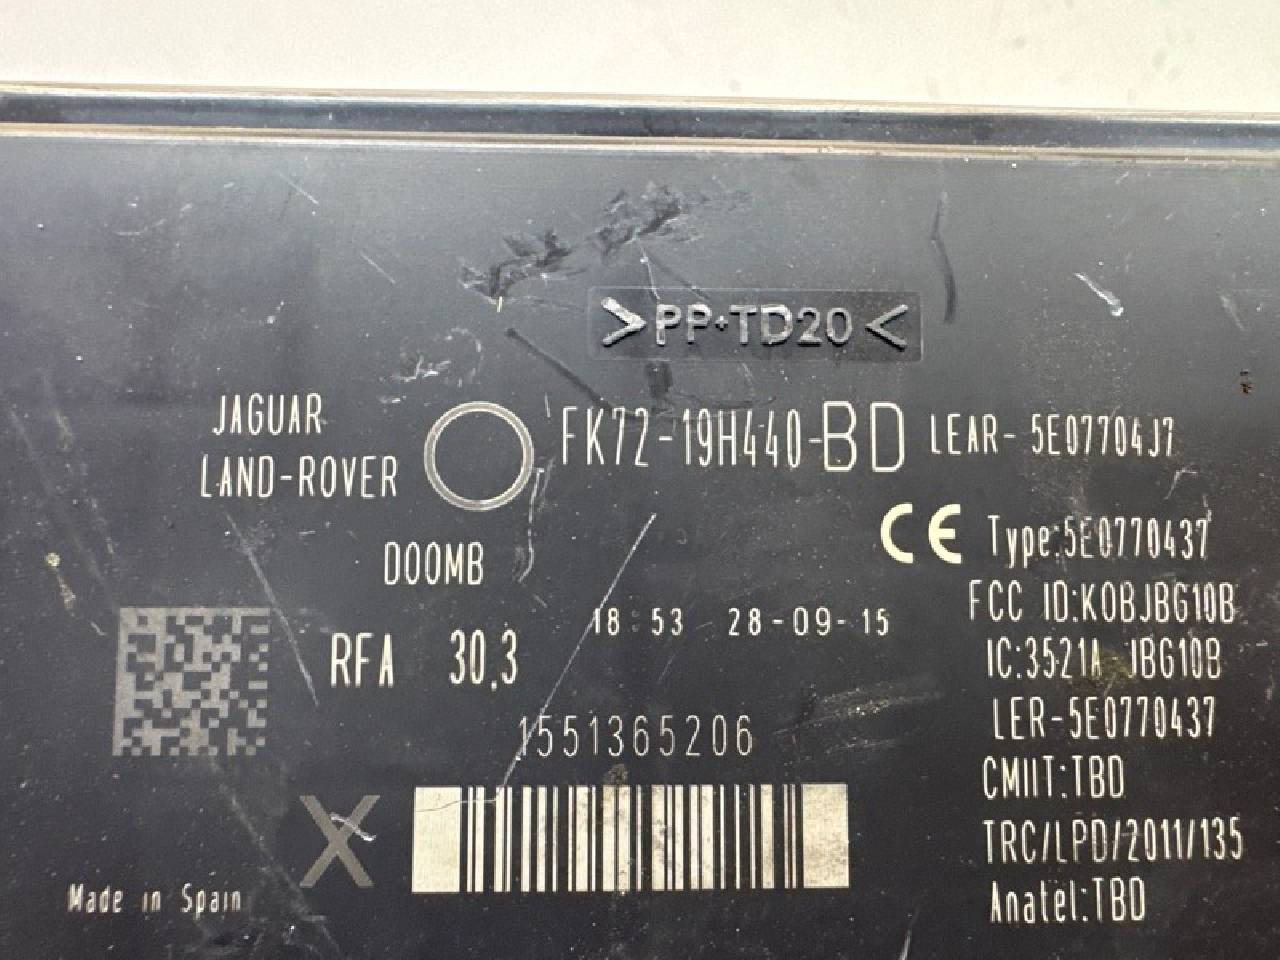 >PP+TD20<
JAGUAR
LAND-ROVER
FK72-19H440-BD
LEAR- 5E07704J7
D00MB
CE
Type:5E0770437
FCC ID:KOBJBG10B
18:53 28-09-15
RFA 30.3
IC:3521A JBG10B
LER-5E0770437
1551365206
CMIIT:TBD
X
TRC/LPD/2011/135
Made in Spain
Anatel:TBD